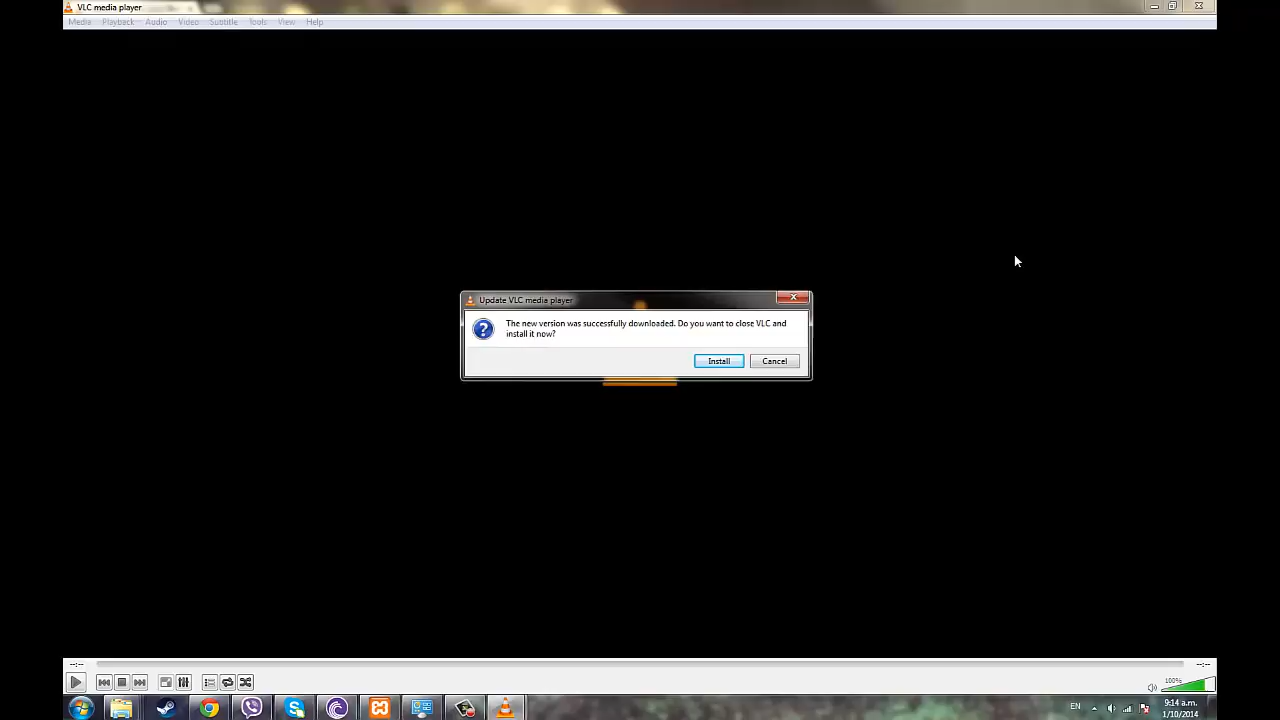 VLC media player
Media Playback Audio Video Subtitle Tools View Help
Update VLC media player
The new version was successfully downloaded. Do you want to close VLC and
install it now?
Install Cancel
--:-- --:--
100%
EN 9:14 a.m.
1/10/2014